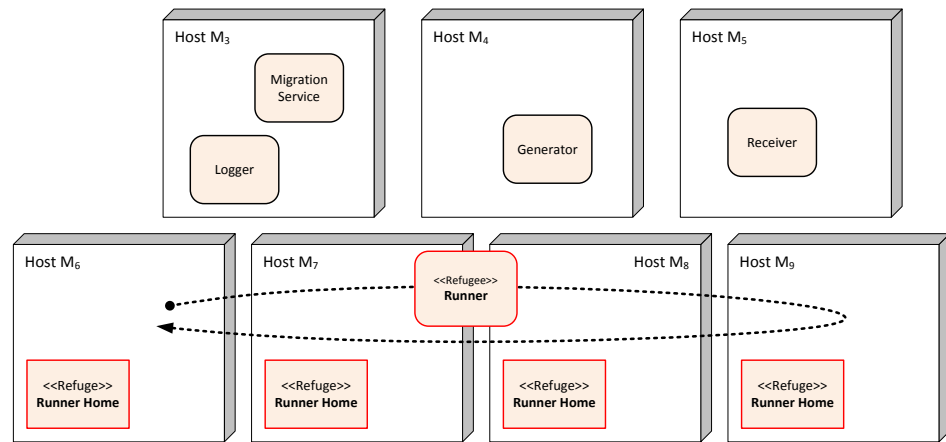 Host M₃
Host M₄
Host M₅
Migration
Service
Logger
Generator
Receiver
Host M₆
Host M₇
Host M₈
Host M₉
<<Refugee>>
Runner
<<Refuge>>
Runner Home
<<Refuge>>
Runner Home
<<Refuge>>
Runner Home
<<Refuge>>
Runner Home